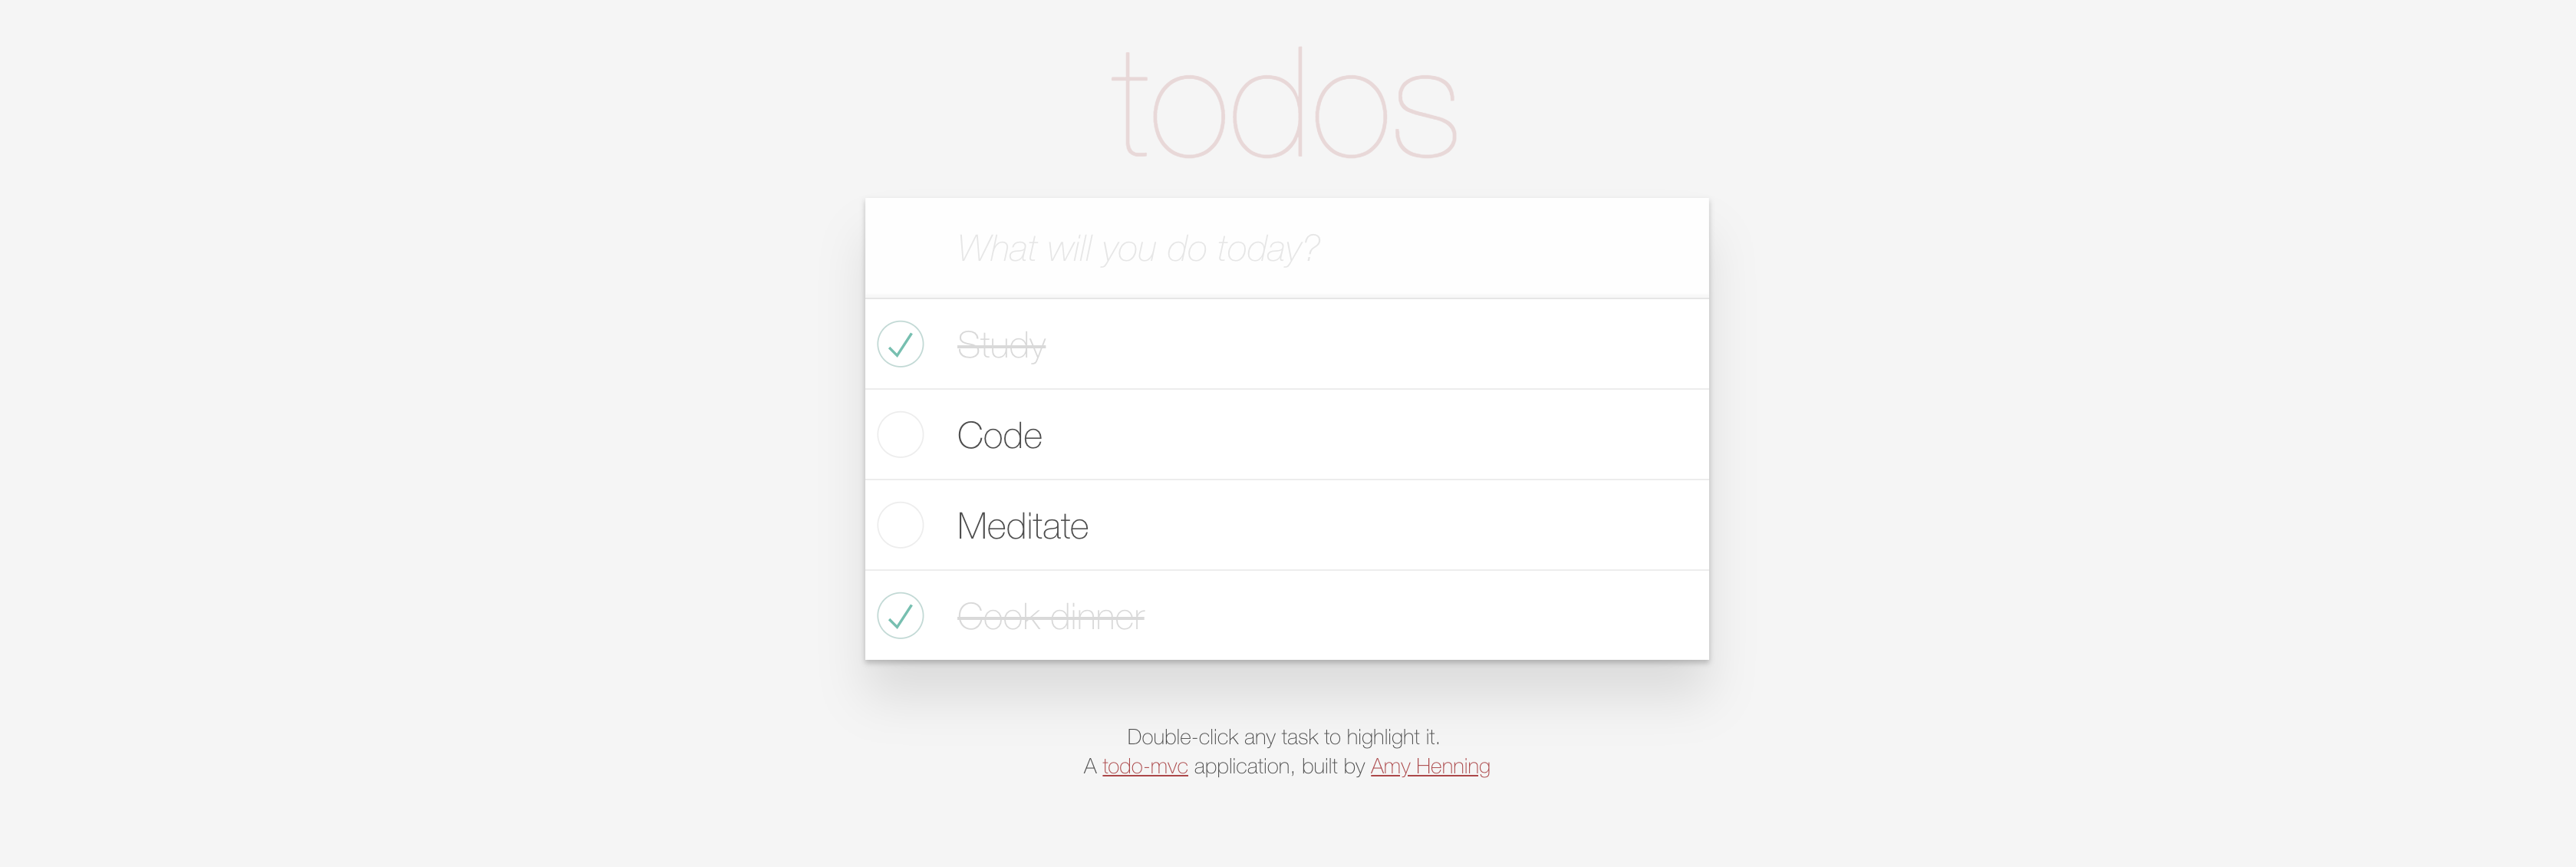 todos
What will you do today?
Study
Code
Meditate
Cook dinner
Double-click any task to highlight it.
A todo-mvc application, built by Amy Henning